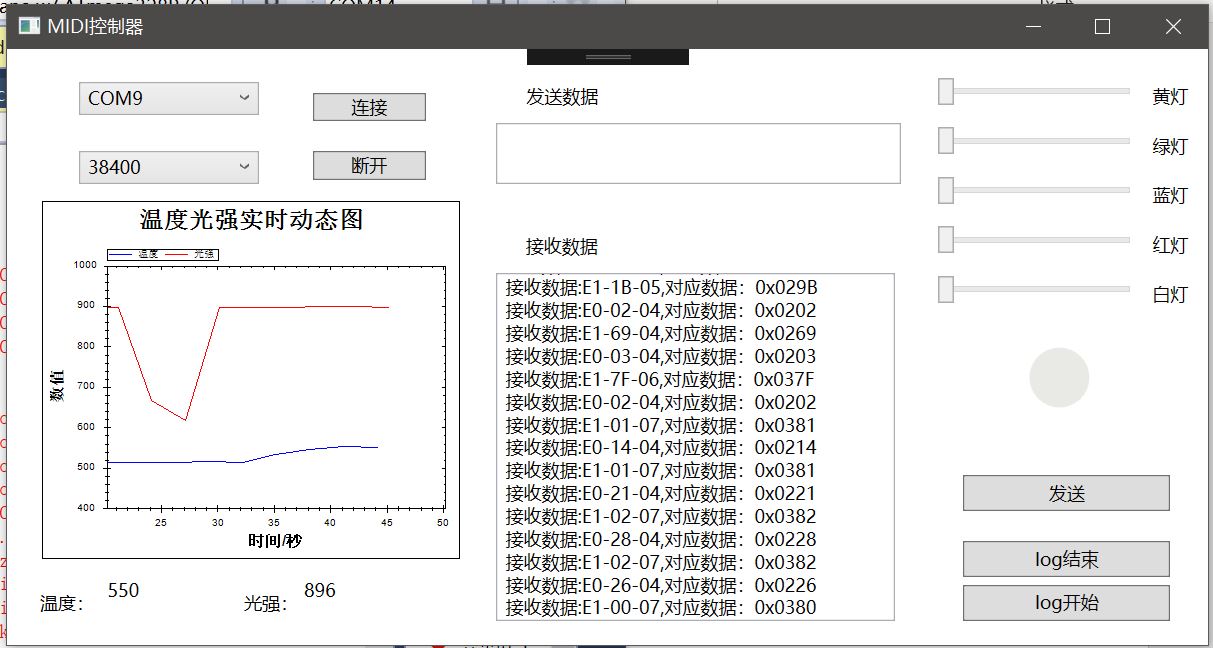 MIDI控制器
COM9
连接
38400
断开
发送数据
接收数据
接收数据:E1-1B-05,对应数据：0x029B
接收数据:E0-02-04,对应数据：0x0202
接收数据:E1-69-04,对应数据：0x0269
接收数据:E0-03-04,对应数据：0x0203
接收数据:E1-7F-06,对应数据：0x037F
接收数据:E0-02-04,对应数据：0x0202
接收数据:E1-01-07,对应数据：0x0381
接收数据:E0-14-04,对应数据：0x0214
接收数据:E1-01-07,对应数据：0x0381
接收数据:E0-21-04,对应数据：0x0221
接收数据:E1-02-07,对应数据：0x0382
接收数据:E0-28-04,对应数据：0x0228
接收数据:E1-02-07,对应数据：0x0382
接收数据:E0-26-04,对应数据：0x0226
接收数据:E1-00-07,对应数据：0x0380
温度光强实时动态图
温度 光强
1000
900
800
700
600
500
400
数值
25 30 35 40 45 50
时间/秒
温度： 550
光强： 896
黄灯
绿灯
蓝灯
红灯
白灯
发送
log结束
log开始